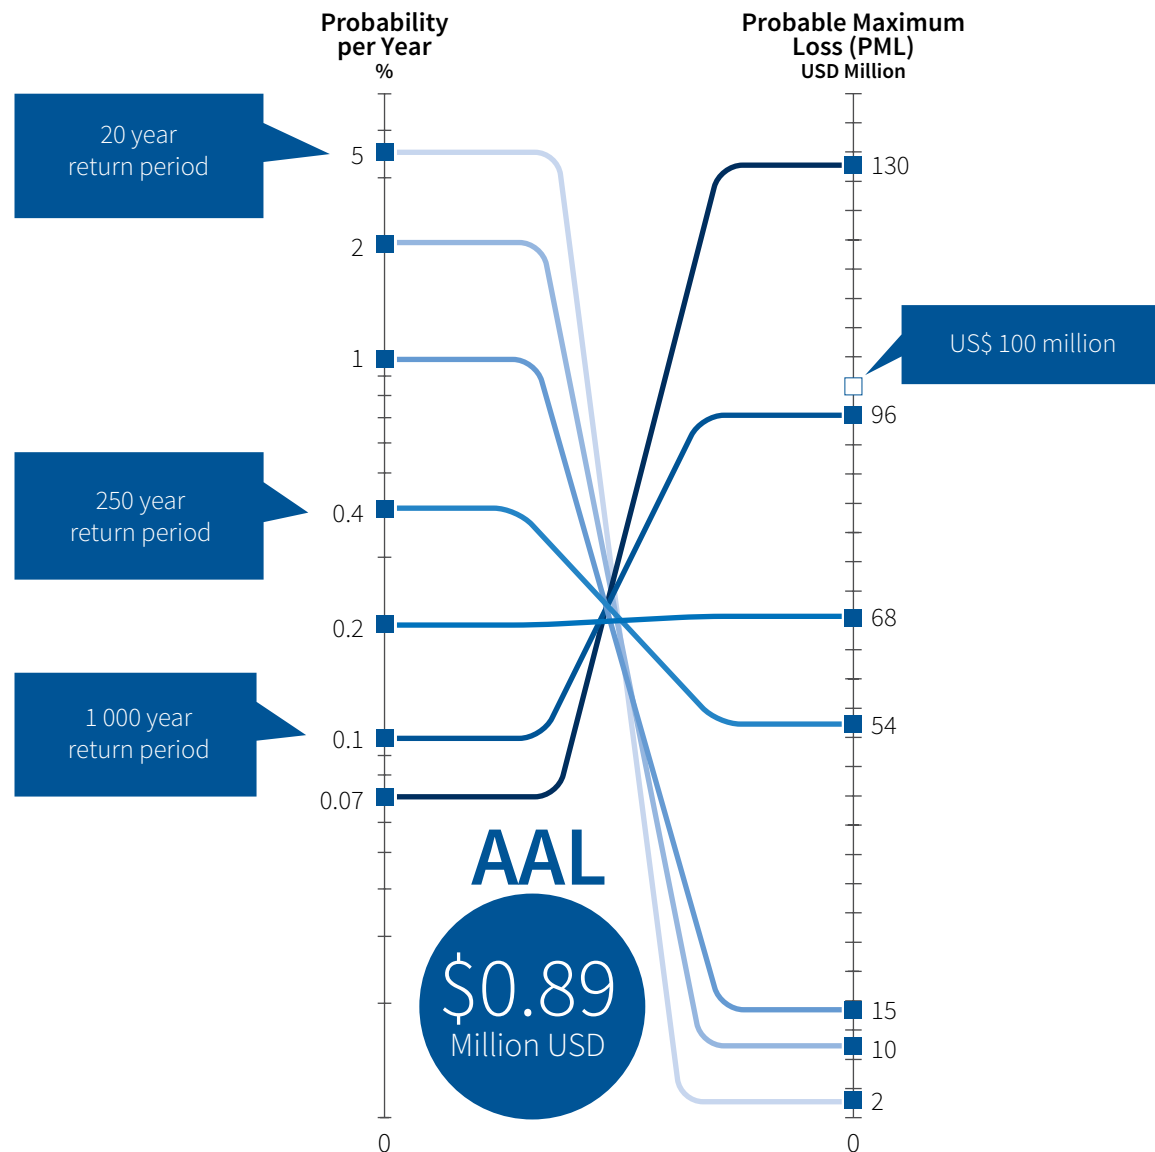 Probability
per Year
%
Probable Maximum
Loss (PML)
USD Million
20 year
return period
5
2
1
250 year
return period
0.4
0.2
1 000 year
return period
0.1
0.07
130
US$ 100 million
96
68
54
15
10
2
AAL
$0.89
Million USD
0
0